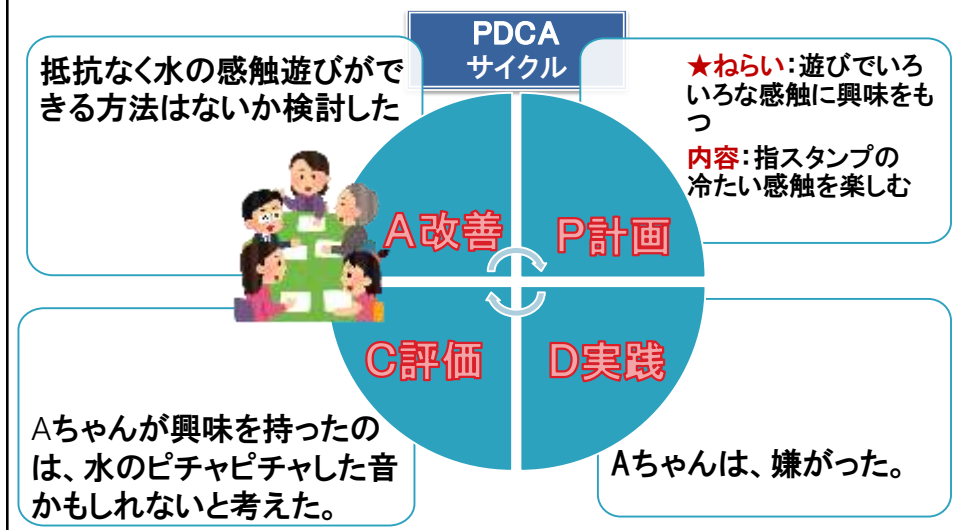 PDCA
サイクル
抵抗なく水の感触遊びがで
きる方法はないか検討した
★ねらい：遊びでいろ
いろな感触に興味をも
つ
内容：指スタンプの
冷たい感触を楽しむ
A改善
P計画
C評価
D実践
Aちゃんが興味を持ったの
は、水のピチャピチャした音
かもしれないと考えた。
Aちゃんは、嫌がった。